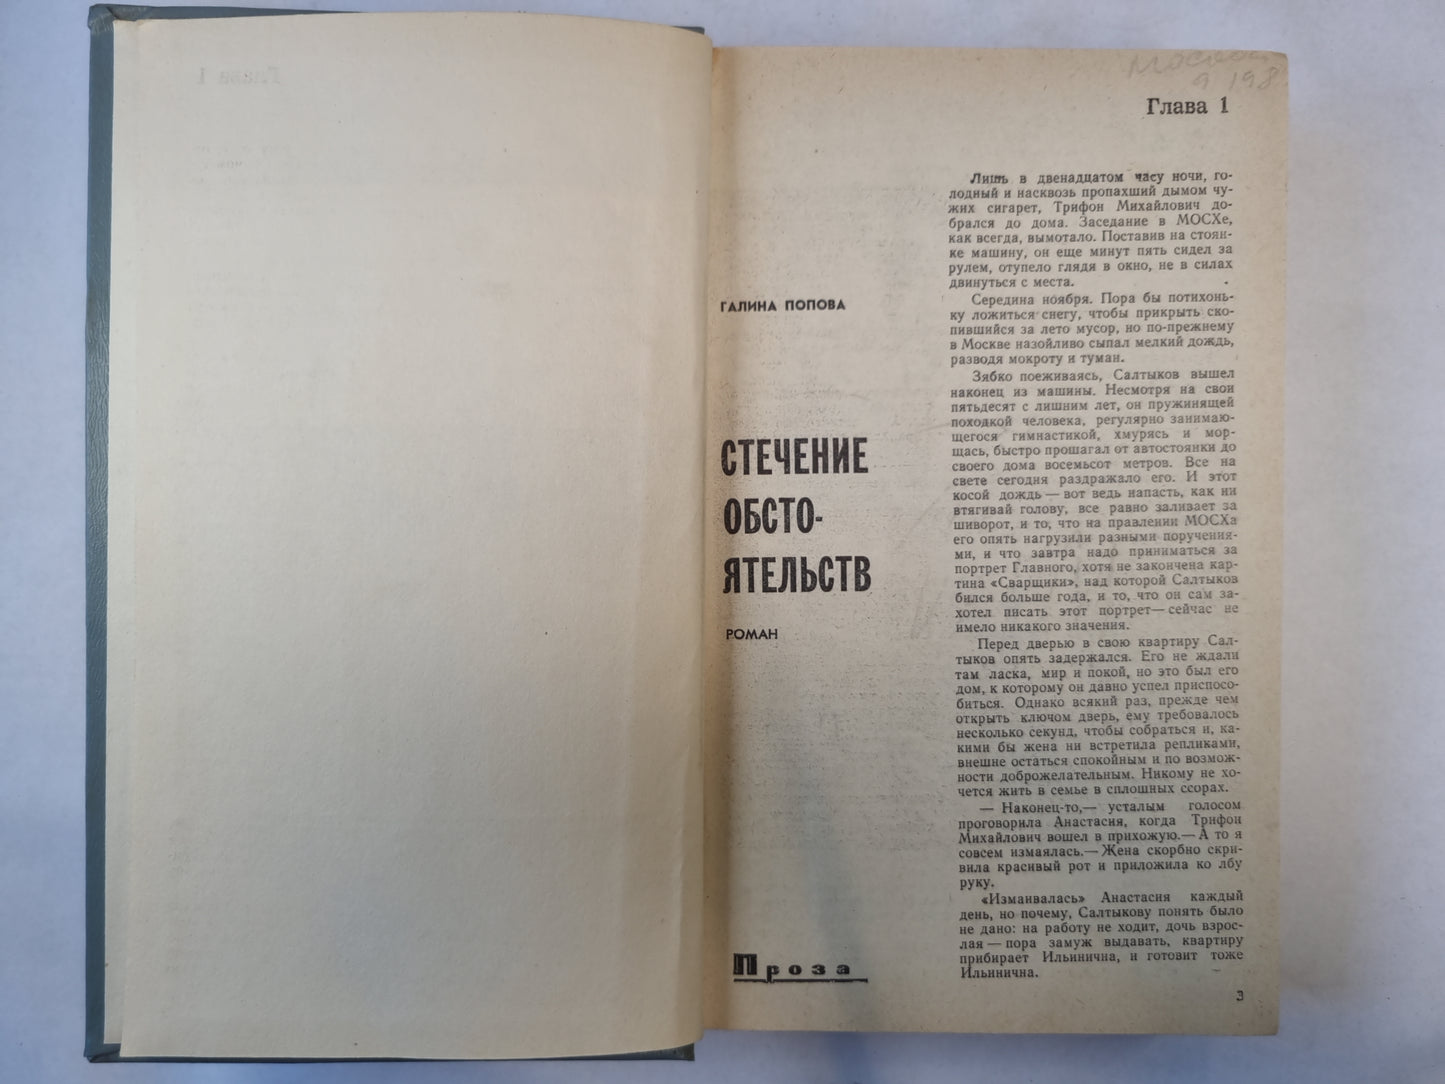 Глава 1
ГАЛИНА ПОПОВА
СТЕЧЕНИЕ
ОБСТО-
ЯТЕЛЬСТВ
РОМАН
Проза
Лишь в двенадцатом часу ночи, го-
лодный и насквозь пропахший дымом чу-
жих сигарет, Трифон Михайлович до-
брался до дома. Заседание в МОСХе,
как всегда, вымотало. Поставив на стоян-
ке машину, он еще минут пять сидел за
рулем, отупело глядя в окно, не в силах
двинуться с места.
Середина ноября. Пора бы потихонь-
ку ложиться снегу, чтобы прикрыть ско-
пившийся за лето мусор, но по-прежнему
в Москве назойливо сыпал мелкий дождь,
разводя мокроту и туман.
Зябко поеживаясь, Салтыков вышел
наконец из машины. Несмотря на свои
пятьдесят с лишним лет, он пружинящей
походкой человека, регулярно занимаю-
щегося гимнастикой, хмурясь и мор-
щась, быстро прошагал от автостоянки до
своего дома восемьсот метров. Все на
свете сегодня раздражало его. И этот
косой дождь — вот ведь напасть, как ни
втягивай голову, все равно заливает за
шиворот, и то, что на правлении МОСХа
его опять нагрузили разными поручения-
ми, и что завтра надо приниматься за
портрет Главного, хотя не закончена кар-
тина «Сварщики», над которой Салтыков
бился больше года, и то, что он сам за-
хотел писать этот портрет — сейчас не
имело никакого значения.
Перед дверью в свою квартиру Сал-
тыков опять задержался. Его не ждали
там ласка, мир и покой, но это был его
дом, к которому он давно успел приспосо-
биться. Однако всякий раз, прежде чем
открыть ключом дверь, ему требовалось
несколько секунд, чтобы собраться и, ка-
кими бы жена ни встретила репликами,
внешне остаться спокойным и по возмож-
ности доброжелательным. Никому не хо-
чется жить в семье в сплошных ссорах.
— Наконец-то,— усталым голосом
проговорила Анастасия, когда Трифон
Михайлович вошел в прихожую.— А то я
совсем измаялась.— Жена скорбно скри-
вила красивый рот и приложила ко лбу
руку.
«Измаивалась» Анастасия каждый
день, но почему, Салтыкову понять было
не дано: на работу не ходит, дочь взрос-
лая — пора замуж выдавать, квартиру
прибирает Ильинична, и готовит тоже
Ильинична.
3